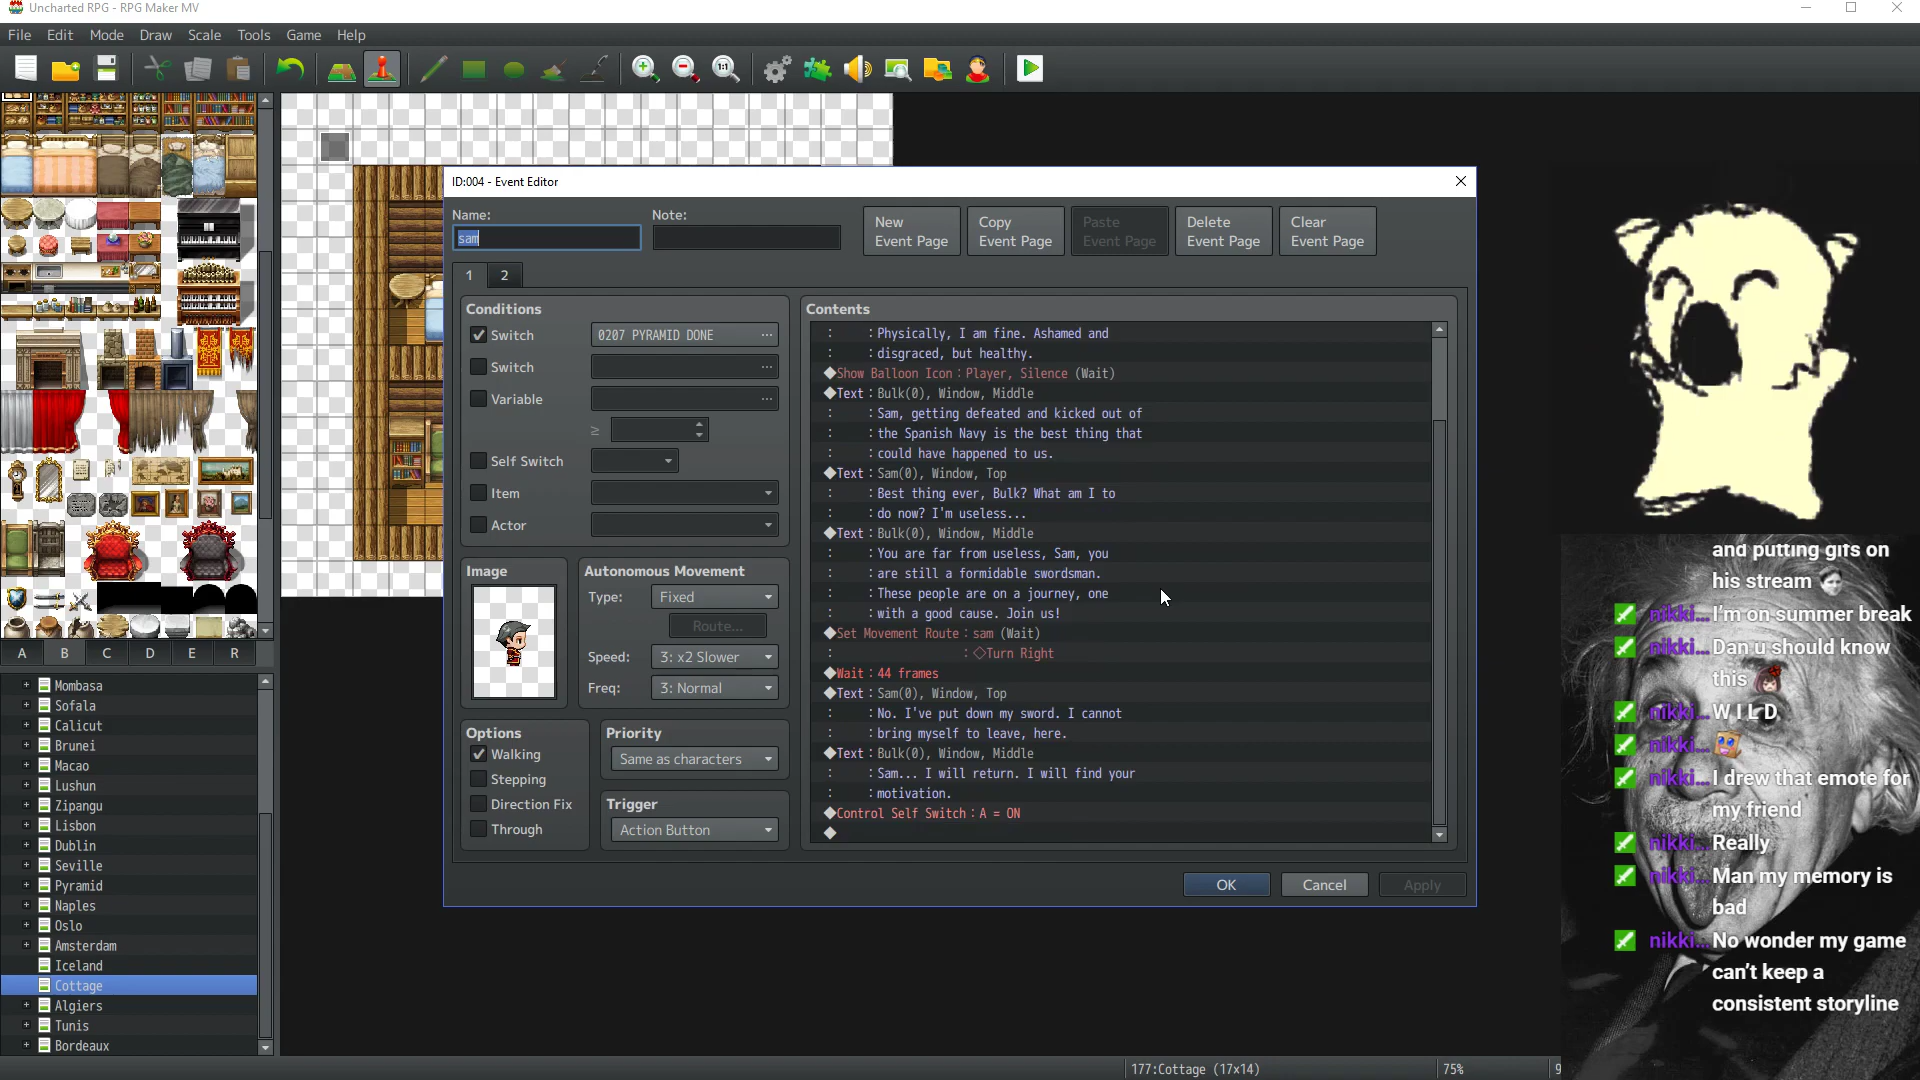 Uncharted RPG - RPG Maker MV
File Edit Mode Draw Scale Tools Game Help
1:1
ID:004 - Event Editor
Name:
Note:
sam
New
Event Page
Copy
Event Page
Paste
Event Page
Delete
Event Page
Clear
Event Page
1 2
Conditions
Switch 0207 PYRAMID DONE ...
Switch ...
Variable ...
≥
Self Switch
Item
Actor
Image
Autonomous Movement
Type: Fixed
Route...
Speed: 3: x2 Slower
Freq: 3: Normal
Options
Walking
Stepping
Direction Fix
Through
Priority
Same as characters
Trigger
Action Button
Contents
: : Physically, I am fine. Ashamed and
: : disgraced, but healthy.
◆Show Balloon Icon : Player, Silence (Wait)
◆Text : Bulk(0), Window, Middle
: : Sam, getting defeated and kicked out of
: : the Spanish Navy is the best thing that
: : could have happened to us.
◆Text : Sam(0), Window, Top
: : Best thing ever, Bulk? What am I to
: : do now? I'm useless...
◆Text : Bulk(0), Window, Middle
: : You are far from useless, Sam, you
: : are still a formidable swordsman.
: : These people are on a journey, one
: : with a good cause. Join us!
◆Set Movement Route : sam (Wait)
: : ◇Turn Right
◆Wait : 44 frames
◆Text : Sam(0), Window, Top
: : No. I've put down my sword. I cannot
: : bring myself to leave, here.
◆Text : Bulk(0), Window, Middle
: : Sam... I will return. I will find your
: : motivation.
◆Control Self Switch : A = ON
◆
OK Cancel Apply
A B C D E R
Mombasa
Sofala
Calicut
Brunei
Macao
Lushun
Zipangu
Lisbon
Dublin
Seville
Pyramid
Naples
Oslo
Amsterdam
Iceland
Cottage
Algiers
Tunis
Bordeaux
177:Cottage (17x14) 75% 9
and putting gifs on
his stream
nikki... I'm on summer break
nikki... Dan u should know
this
nikki... W I L D
nikki...
nikki... I drew that emote for
my friend
nikki... Really
nikki... Man my memory is
bad
nikki... No wonder my game
can't keep a
consistent storyline